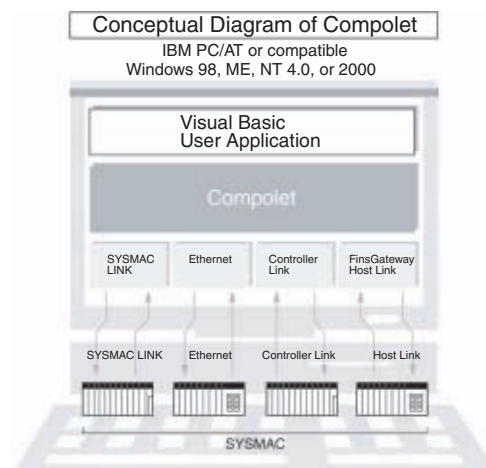 Conceptual Diagram of Compolet
IBM PC/AT or compatible
Windows 98, ME, NT 4.0, or 2000
Visual Basic
User Application
Compolet
SYSMAC
LINK
Ethernet
Controller
Link
FinsGateway
Host Link
SYSMAC LINK
Ethernet
Controller Link
Host Link
SYSMAC